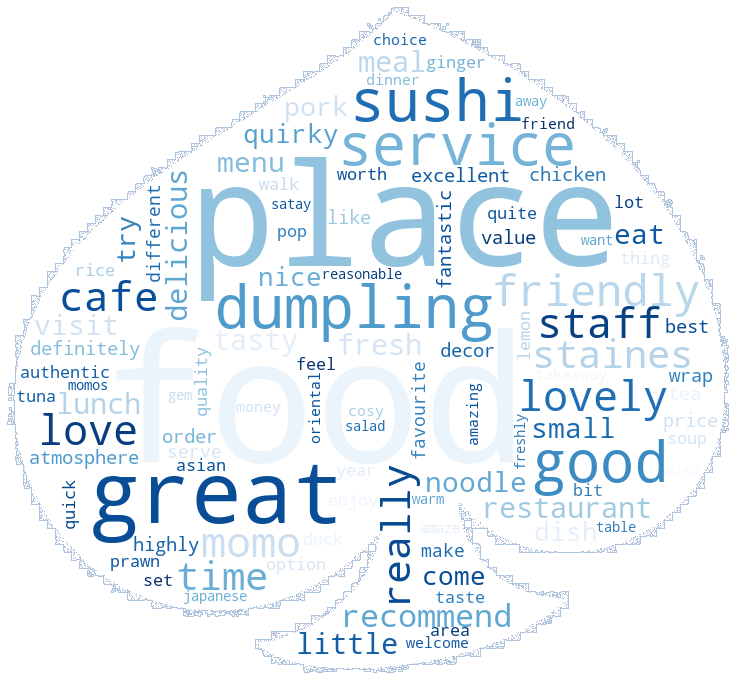 choice
meal ginger
dinner
sushi away
pork friend
quirky service
menu worth excellent chicken
walk
delicious place
satay lot
like quite
different fantastic
try pop value want eat
rice nice reasonable thing
cafe dumpling friendly
visit tasty fresh lemon staff best
definitely decor staines
authentic quality feel favourite takeaway wrap
tuna momos gem food amazing tea
lunch money oriental cosy lovely
love order salad small price
atmosphere serve freshly soup
asian year good miso
quick great really noodle bit
enjoy warm restaurant
highly momo duck amaze dish table
prawn option make
set time come
japanese taste
recommend
area
little welcome